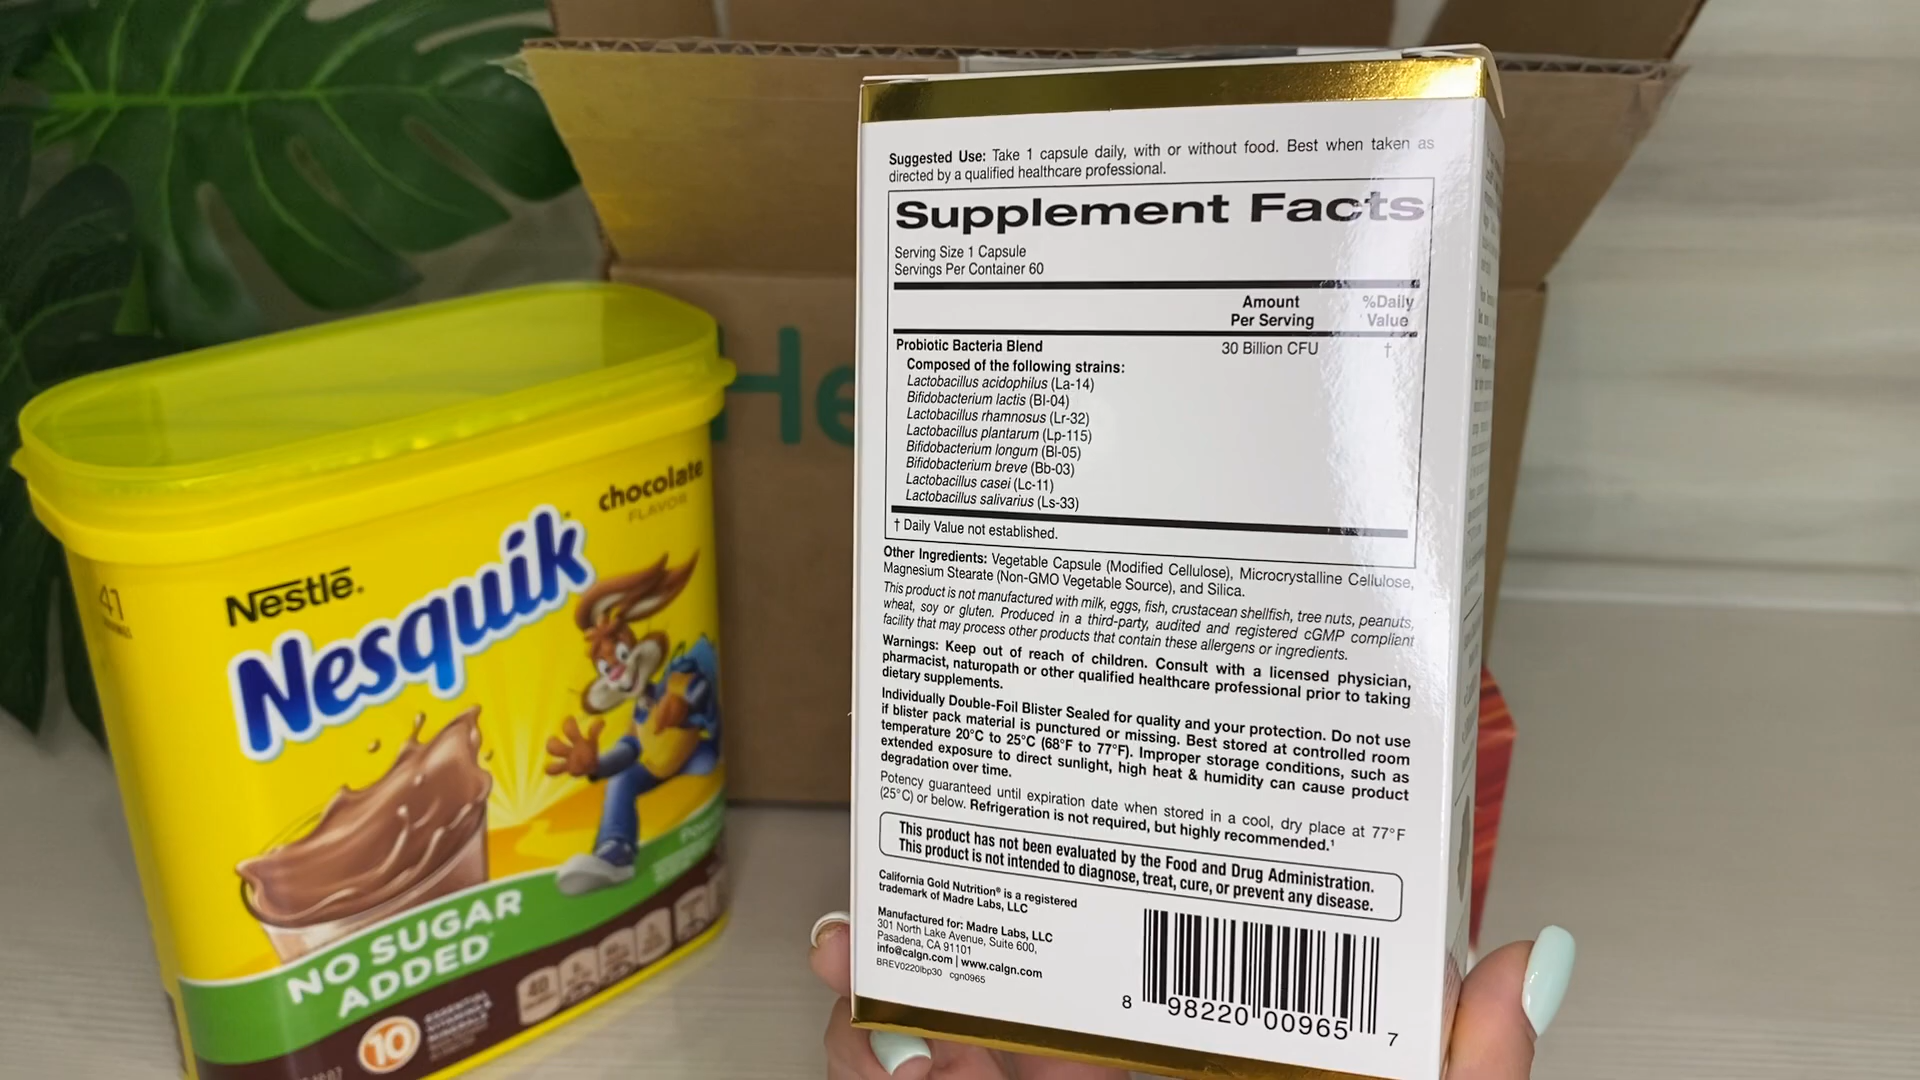 Suggested Use: Take 1 capsule daily, with or without food. Best when taken as
directed by a qualified healthcare professional.
Supplement Facts
Serving Size 1 Capsule
Servings Per Container 60
Amount
Per Serving
%Daily
Value
Probiotic Bacteria Blend 30 Billion CFU †
Composed of the following strains:
Lactobacillus acidophilus (La-14)
Bifidobacterium lactis (Bl-04)
Lactobacillus rhamnosus (Lr-32)
Lactobacillus plantarum (Lp-115)
Bifidobacterium longum (Bl-05)
Bifidobacterium breve (Bb-03)
Lactobacillus casei (Lc-11)
Lactobacillus salivarius (Ls-33)
† Daily Value not established.
Other Ingredients: Vegetable Capsule (Modified Cellulose), Microcrystalline Cellulose,
Magnesium Stearate (Non-GMO Vegetable Source), and Silica.
This product is not manufactured with milk, eggs, fish, crustacean shellfish, tree nuts, peanuts,
wheat, soy or gluten. Produced in a third-party, audited and registered cGMP compliant
facility that may process other products that contain these allergens or ingredients.
Warnings: Keep out of reach of children. Consult with a licensed physician,
pharmacist, naturopath or other qualified healthcare professional prior to taking
dietary supplements.
Individually Double-Foil Blister Sealed for quality and your protection. Do not use
if blister pack material is punctured or missing. Best stored at controlled room
temperature 20°C to 25°C (68°F to 77°F). Improper storage conditions, such as
extended exposure to direct sunlight, high heat & humidity can cause product
degradation over time.
Potency guaranteed until expiration date when stored in a cool, dry place at 77°F
(25°C) or below. Refrigeration is not required, but highly recommended.¹
This product has not been evaluated by the Food and Drug Administration.
This product is not intended to diagnose, treat, cure, or prevent any disease.
California Gold Nutrition® is a registered
trademark of Madre Labs, LLC
Manufactured for: Madre Labs, LLC
301 North Lake Avenue, Suite 600,
Pasadena, CA 91101
info@calgn.com | www.calgn.com
BREV0220lbp30 cgn0965
8 98220 00965 7
He
chocolate
FLAVOR
41
Nestlé®
Nesquik®
NO SUGAR
ADDED
10
ESSENTIAL
VITAMINS &
MINERALS
40